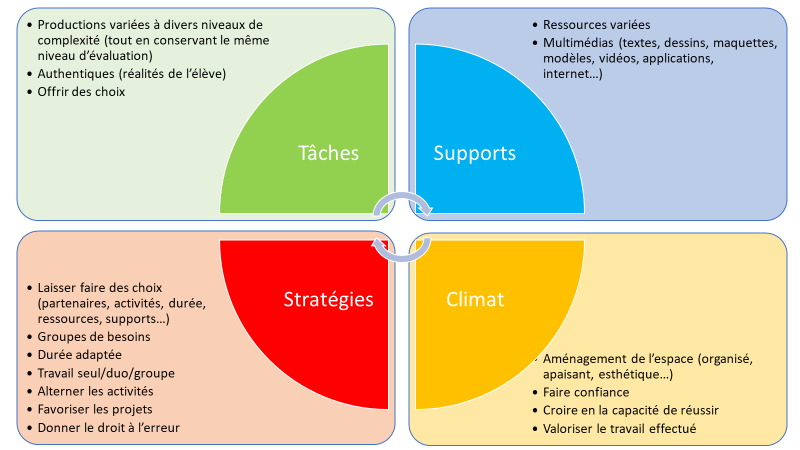 • Productions variées à divers niveaux de
complexité (tout en conservant le même
niveau d'évaluation)
• Authentiques (réalités de l'élève)
• Offrir des choix
Tâches
• Ressources variées
• Multimédias (textes, dessins, maquettes,
modèles, vidéos, applications,
internet…)
Supports
• Laisser faire des choix
(partenaires, activités, durée,
ressources, supports…)
• Groupes de besoins
• Durée adaptée
• Travail seul/duo/groupe
• Alterner les activités
• Favoriser les projets
• Donner le droit à l'erreur
Stratégies
Climat
• Aménagement de l'espace (organisé,
apaisant, esthétique…)
• Faire confiance
• Croire en la capacité de réussir
• Valoriser le travail effectué